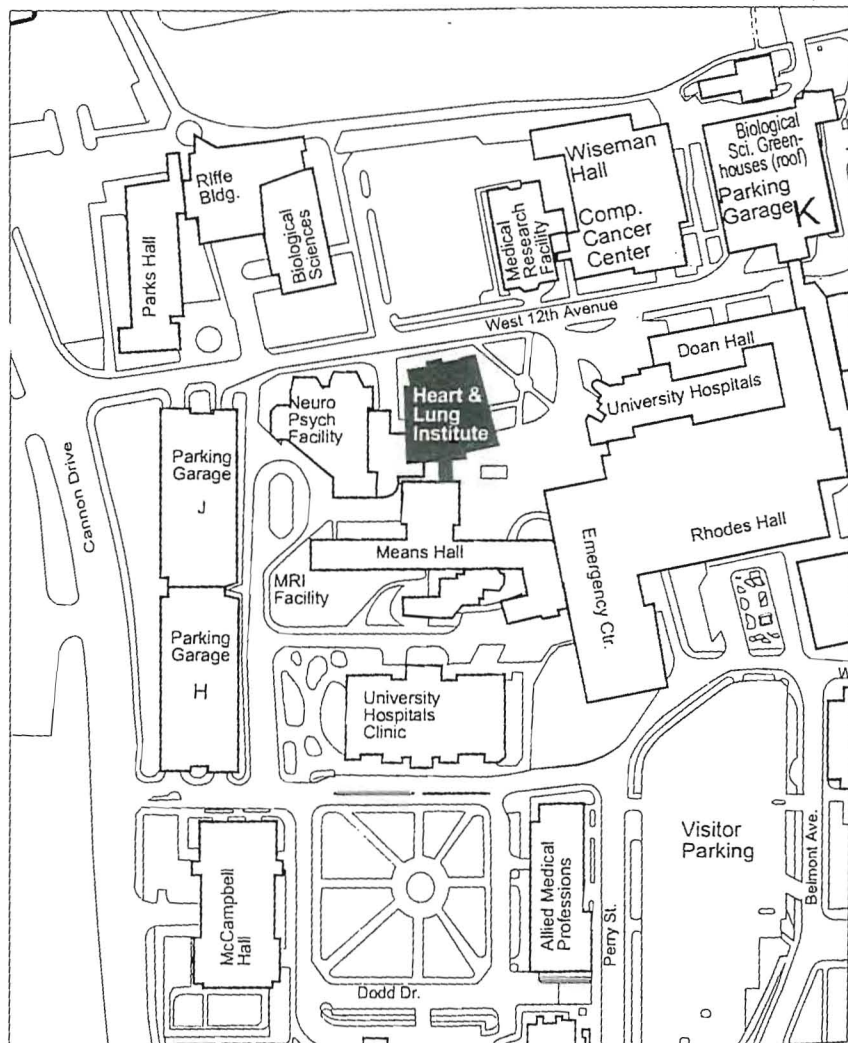 Biological
Sci. Green-
houses (roof)
Parking
Garage K
Wiseman
Hall
Comp.
Cancer
Center
Riffe
Bldg.
Biological
Sciences
Parks Hall
Medical
Research
Facility
West 12th Avenue
Doan Hall
University Hospitals
Heart &
Lung
Institute
Neuro
Psych
Facility
Parking
Garage
J
Cannon Drive
Rhodes Hall
Means Hall
Emergency Ctr.
MRI
Facility
Parking
Garage
H
University
Hospitals
Clinic
W
Visitor
Parking
Belmont Ave.
McCampbell
Hall
Allied Medical
Professions
Perry St.
Dodd Dr.